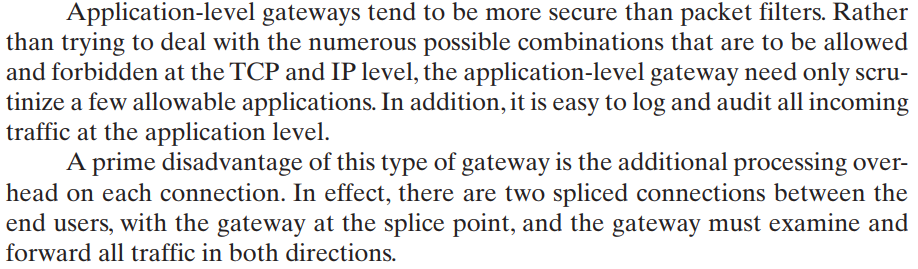 Application-level gateways tend to be more secure than packet filters. Rather
than trying to deal with the numerous possible combinations that are to be allowed
and forbidden at the TCP and IP level, the application-level gateway need only scru-
tinize a few allowable applications. In addition, it is easy to log and audit all incoming
traffic at the application level.
A prime disadvantage of this type of gateway is the additional processing over-
head on each connection. In effect, there are two spliced connections between the
end users, with the gateway at the splice point, and the gateway must examine and
forward all traffic in both directions.